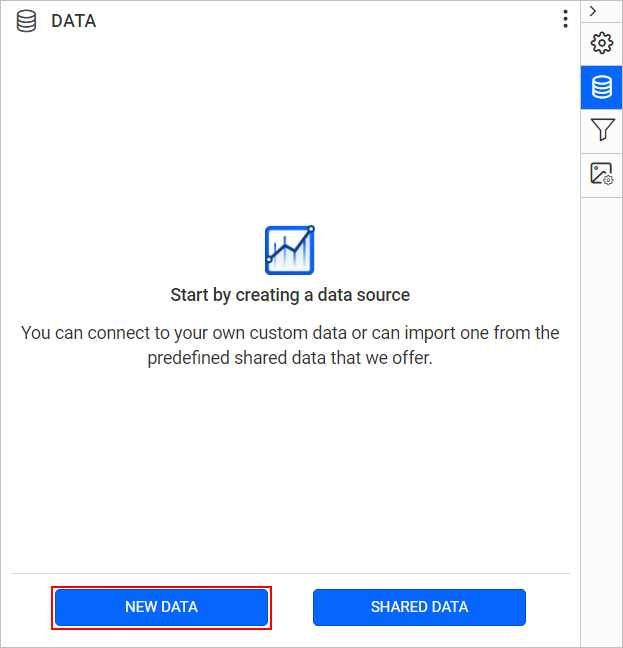 DATA
Start by creating a data source
You can connect to your own custom data or can import one from the
predefined shared data that we offer.
NEW DATA
SHARED DATA